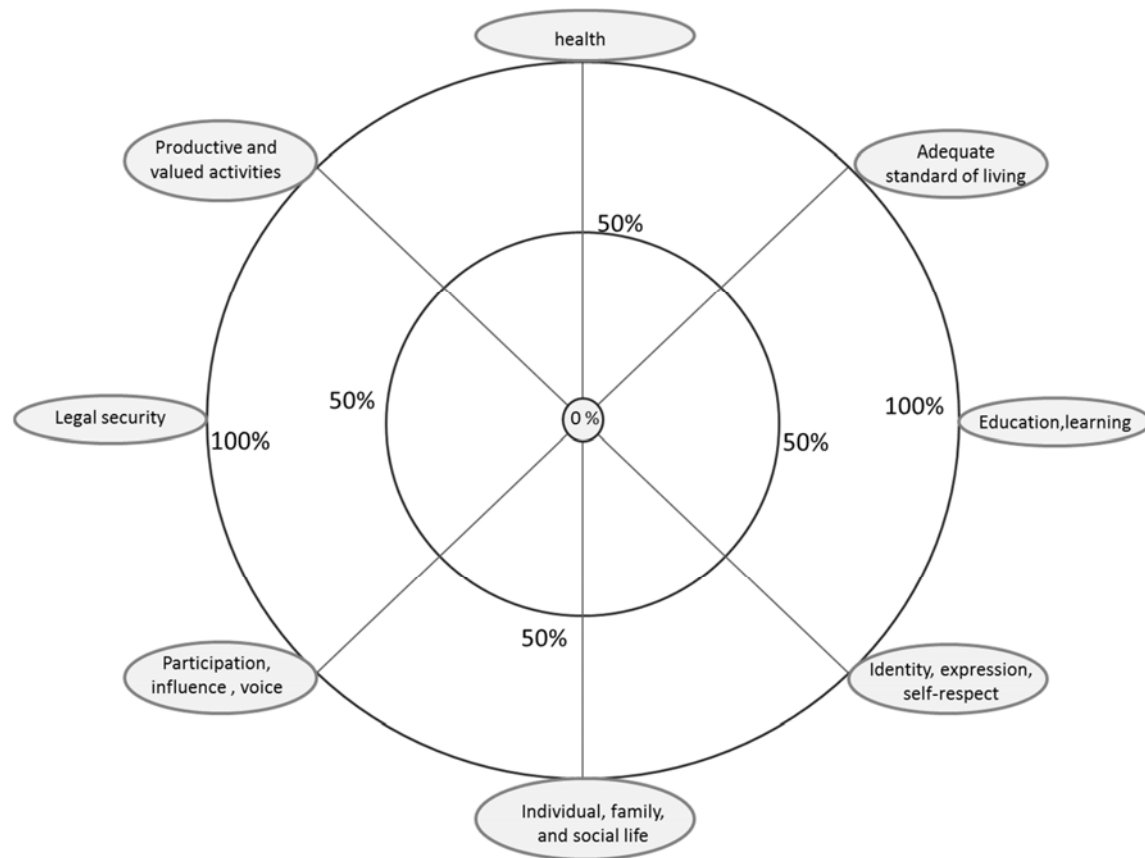 health
Productive and
valued activities
Adequate
standard of living
50%
50%
100%
Legal security
0 %
Education,learning
100%
50%
50%
Participation,
influence , voice
Identity, expression,
self-respect
Individual, family,
and social life